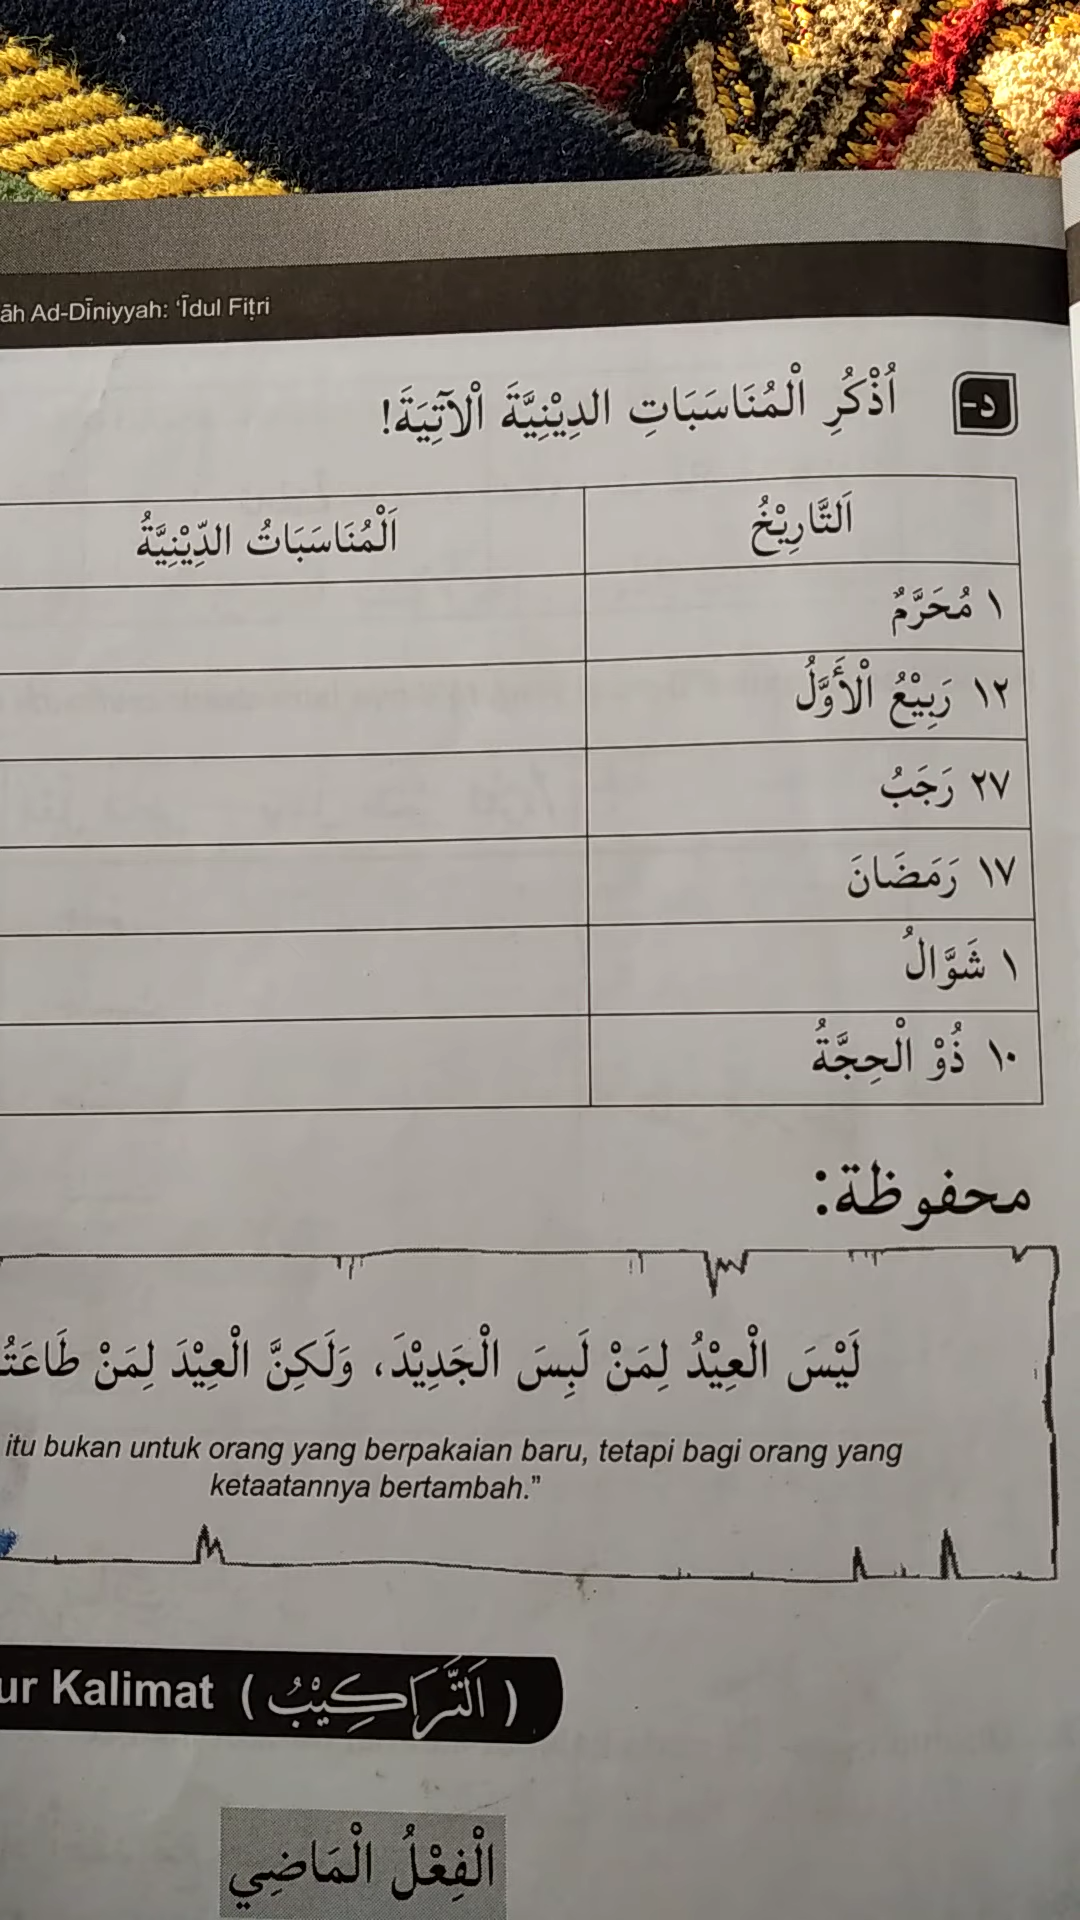 āh Ad-Dīniyyah: ‘Īdul Fiṭri
د-
اُذْكُرِ الْمُنَاسَبَاتِ الدِيْنِيَّةَ الْآتِيَةَ!
اَلتَّارِيْخُ
اَلْمُنَاسَبَاتُ الدِّيْنِيَّةُ
١ مُحَرَّمٌ
١٢ رَبِيْعُ الْأَوَّلُ
٢٧ رَجَبُ
١٧ رَمَضَانَ
١ شَوَّالُ
١٠ ذُوْ الْحِجَّةُ
محفوظة:
لَيْسَ الْعِيْدُ لِمَنْ لَبِسَ الْجَدِيْدَ، وَلَكِنَّ الْعِيْدَ لِمَنْ
itu bukan untuk orang yang berpakaian baru, tetapi bagi orang yang
ketaatannya bertambah.”
ur Kalimat (اَلتَّرَاكِيْبُ)
الْفِعْلُ الْمَاضِي